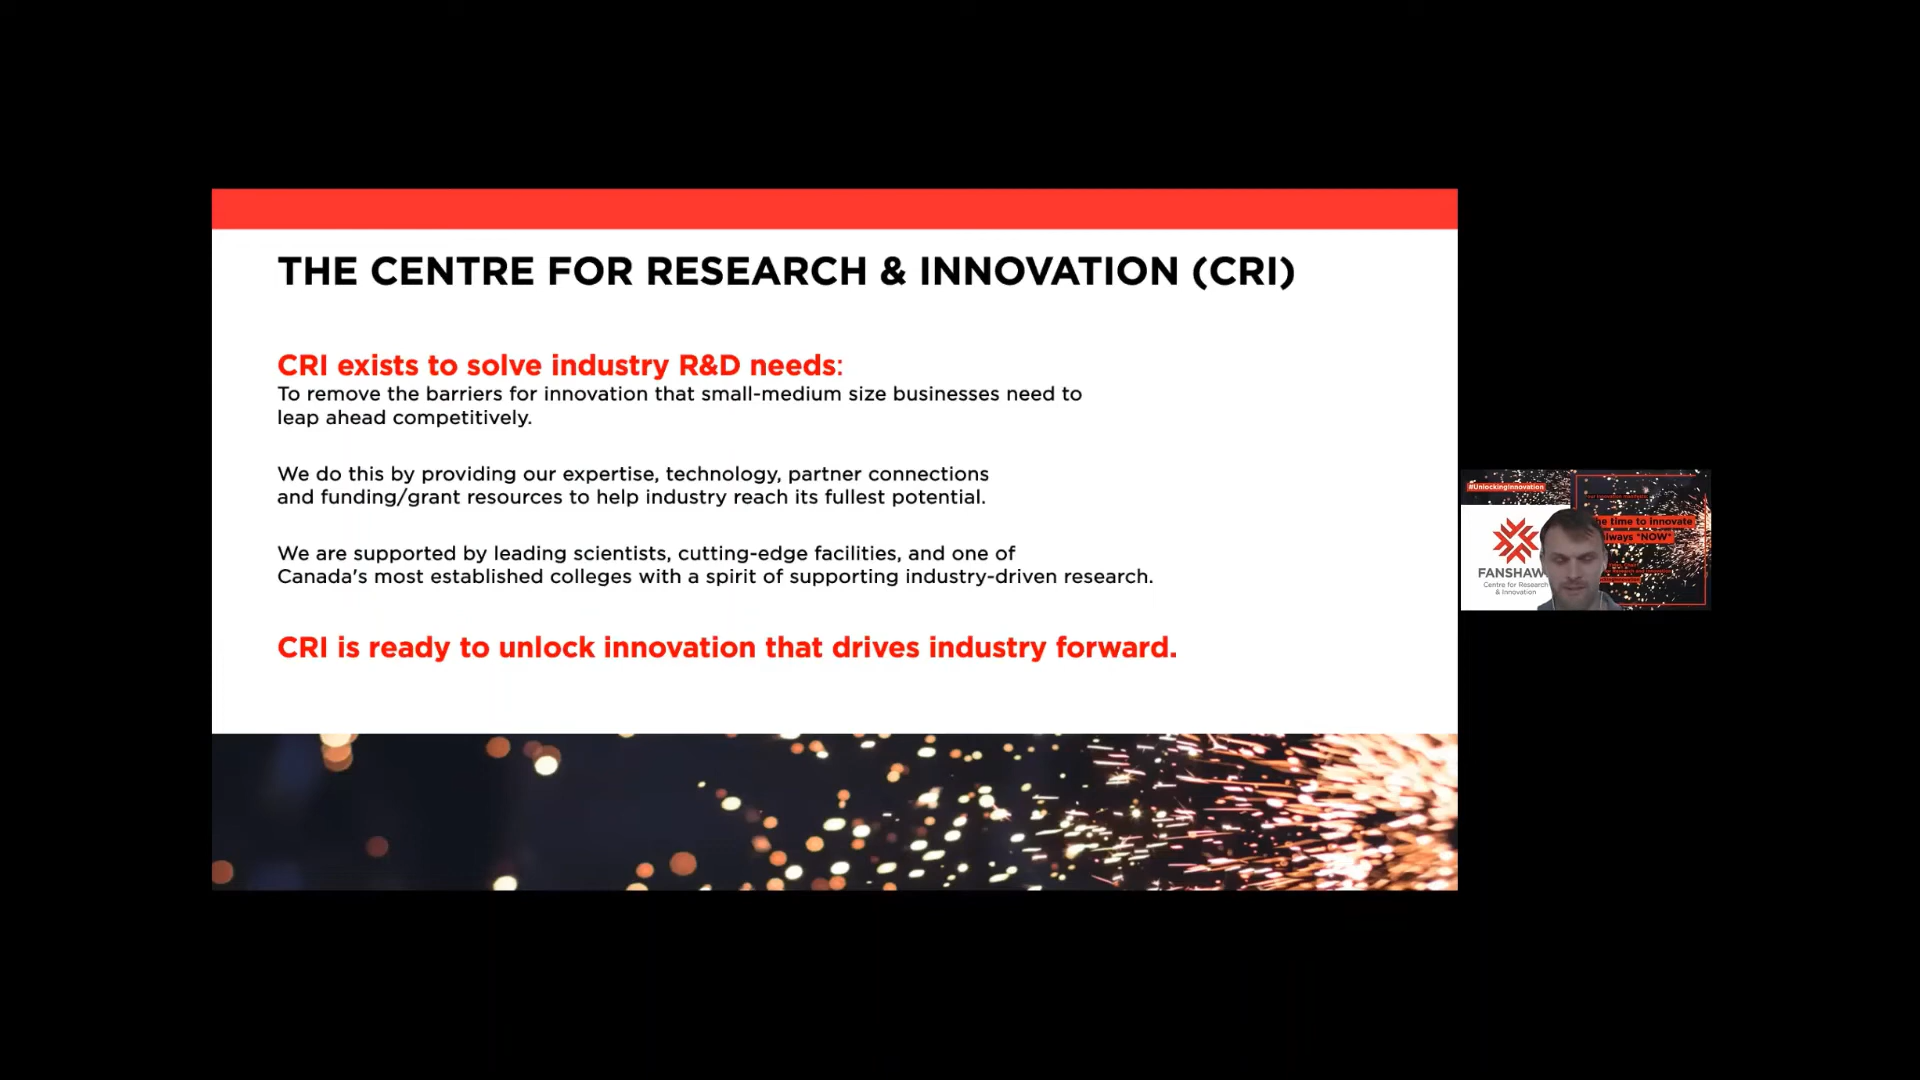 THE CENTRE FOR RESEARCH & INNOVATION (CRI)
CRI exists to solve industry R&D needs:
To remove the barriers for innovation that small-medium size businesses need to
leap ahead competitively.
We do this by providing our expertise, technology, partner connections
and funding/grant resources to help industry reach its fullest potential.
We are supported by leading scientists, cutting-edge facilities, and one of
Canada's most established colleges with a spirit of supporting industry-driven research.
CRI is ready to unlock innovation that drives industry forward.
#UnlockingInnovation
time to innovate
"NOW"
FANSHAW
Centre for Research
& Innovation